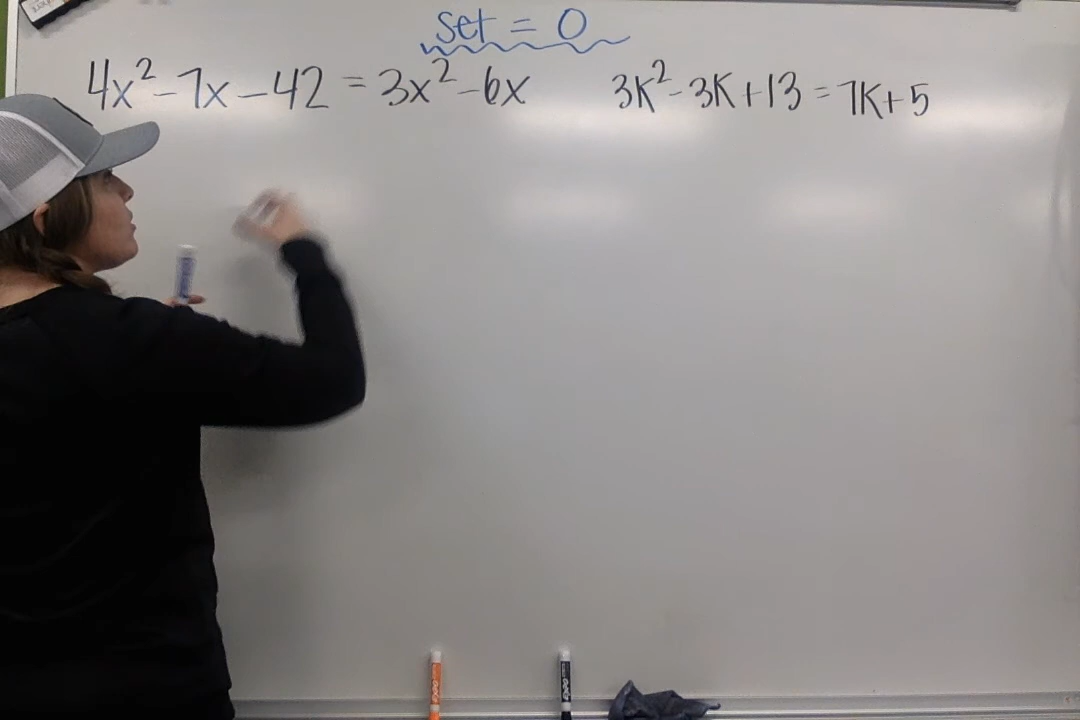 set = 0
4x² - 7x - 42 = 3x² - 6x
3K² - 3K + 13 = 7K + 5